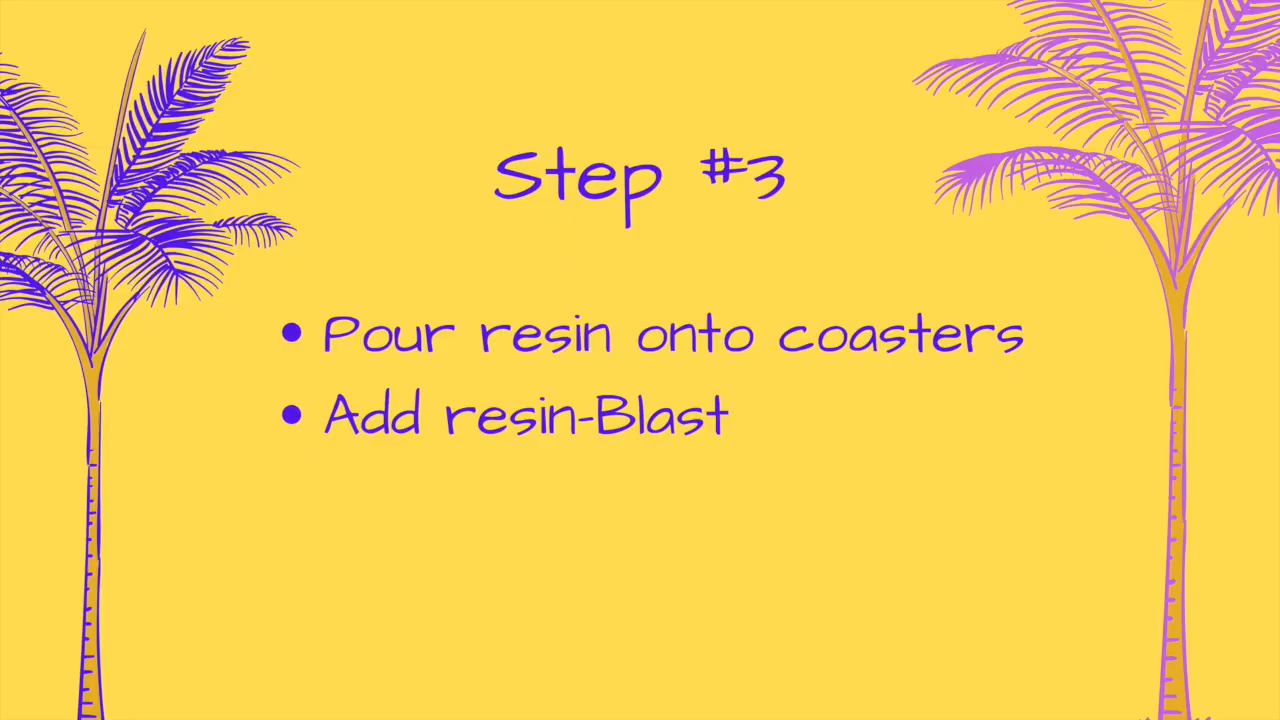 Step #3
• Pour resin onto coasters
• Add resin-Blast